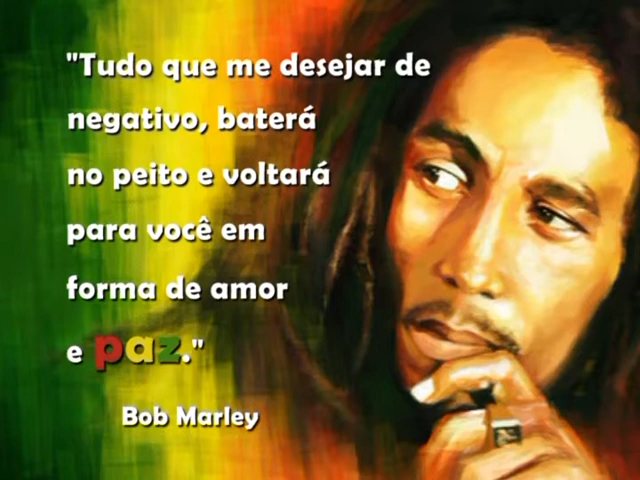 "Tudo que me desejar de
negativo, baterá
no peito e voltará
para você em
forma de amor
e paz."
Bob Marley